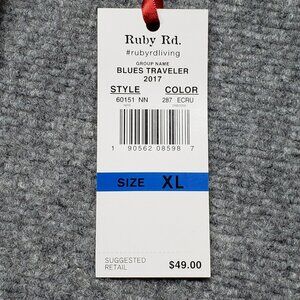 Ruby Rd.
#rubyrdliving
GROUP NAME
BLUES TRAVELER
2017
STYLE COLOR
60151 NN 287 ECRU
1 90562 08598 7
SIZE XL
SUGGESTED
RETAIL $49.00